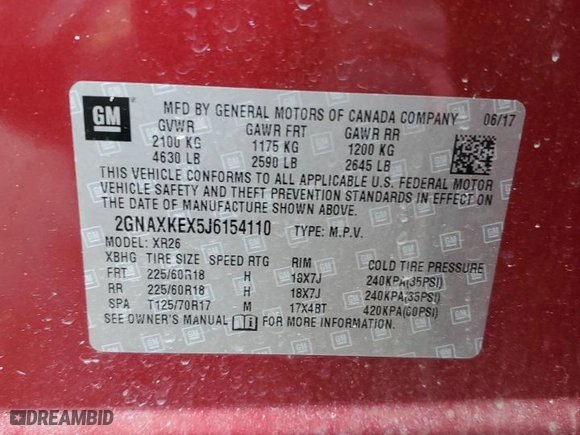 GM
MFD BY GENERAL MOTORS OF CANADA COMPANY 06/17
GVWR GAWR FRT GAWR RR
2100 KG 1175 KG 1200 KG
4630 LB 2590 LB 2645 LB
THIS VEHICLE CONFORMS TO ALL APPLICABLE U.S. FEDERAL MOTOR
VEHICLE SAFETY AND THEFT PREVENTION STANDARDS IN EFFECT ON
THE DATE OF MANUFACTURE SHOWN ABOVE.
2GNAXKEX5J6154110 TYPE: M.P.V.
MODEL: XR26
XBHG TIRE SIZE SPEED RTG RIM COLD TIRE PRESSURE
FRT 225/60R18 H 18X7J 240KPA(35PSI)
RR 225/60R18 H 18X7J 240KPA(35PSI)
SPA T125/70R17 M 17X4BT 420KPA(60PSI)
SEE OWNER'S MANUAL FOR MORE INFORMATION.
DREAMBID